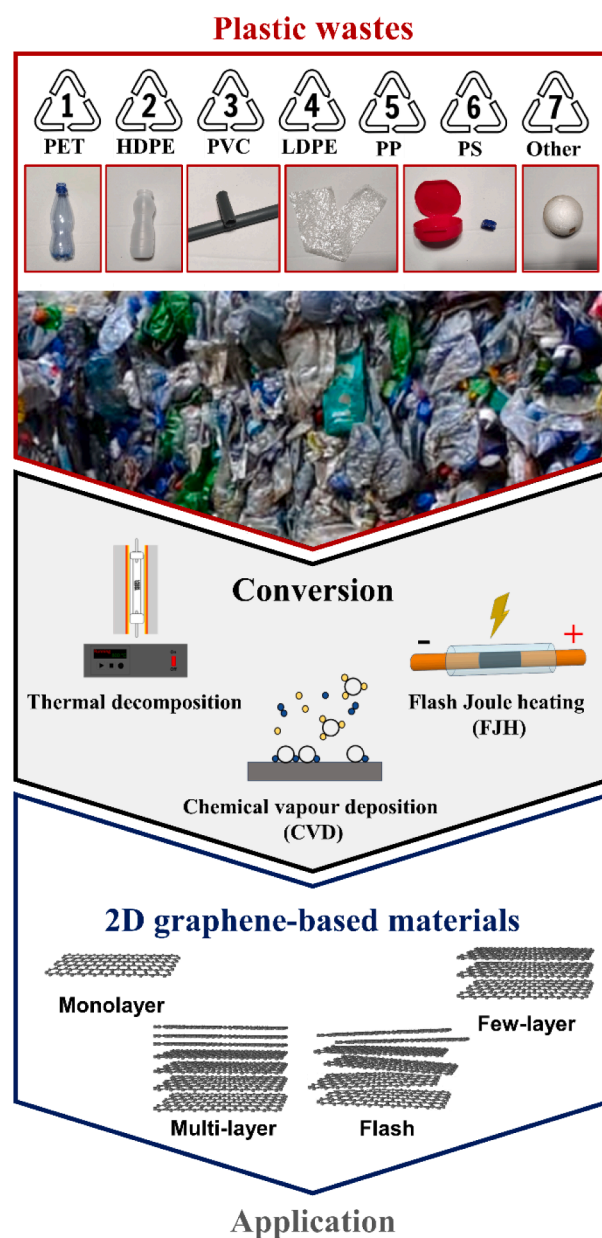 Plastic wastes
1 2 3 4 5 6 7
PET HDPE PVC LDPE PP PS Other
Conversion
- +
Thermal decomposition
Flash Joule heating
(FJH)
Chemical vapour deposition
(CVD)
2D graphene-based materials
Monolayer
Few-layer
Multi-layer
Flash
Application